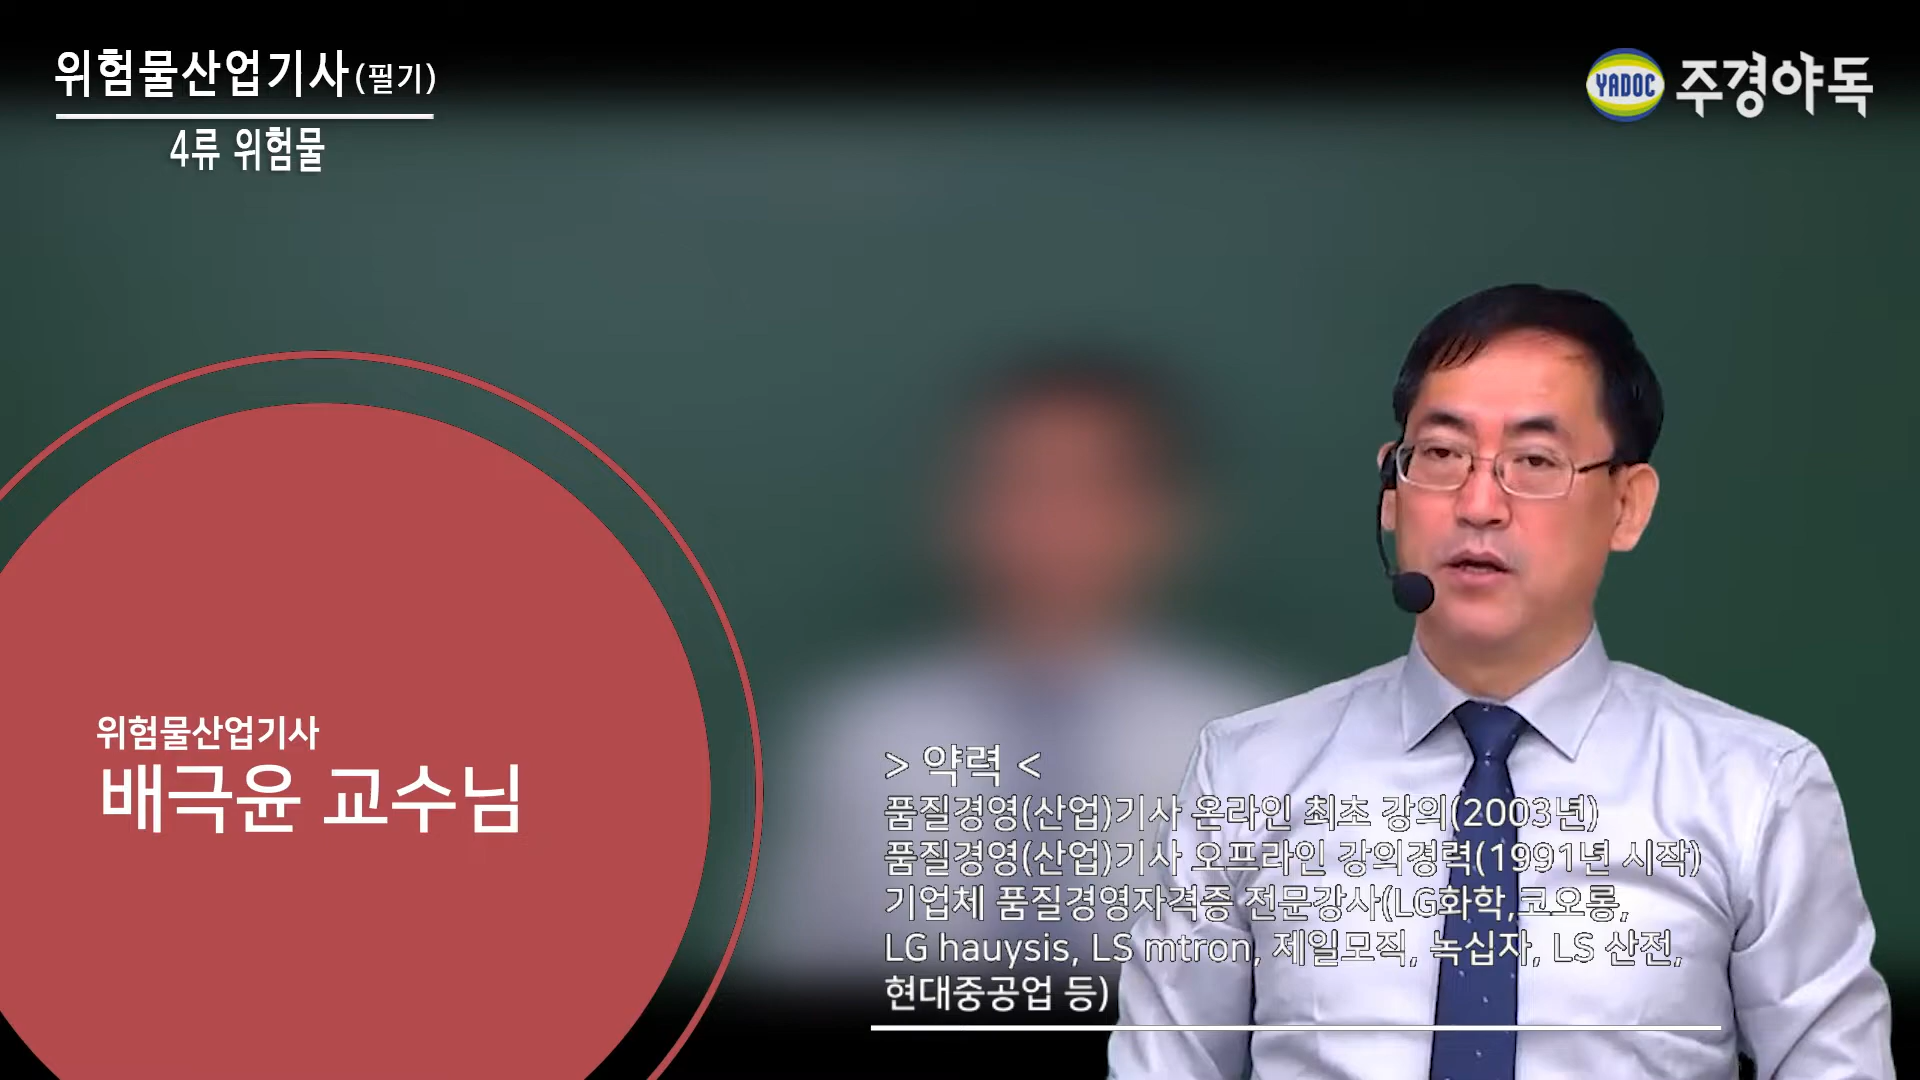 위험물산업기사(필기)
4류 위험물
YADOC 주경야독
위험물산업기사
배극윤 교수님
> 약력 <
품질경영(산업)기사 온라인 최초 강의(2003년)
품질경영(산업)기사 오프라인 강의경력(1991년 시작)
기업체 품질경영자격증 전문강사(LG화학,코오롱,
LG hauysis, LS mtron, 제일모직, 녹십자, LS 산전,
현대중공업 등)